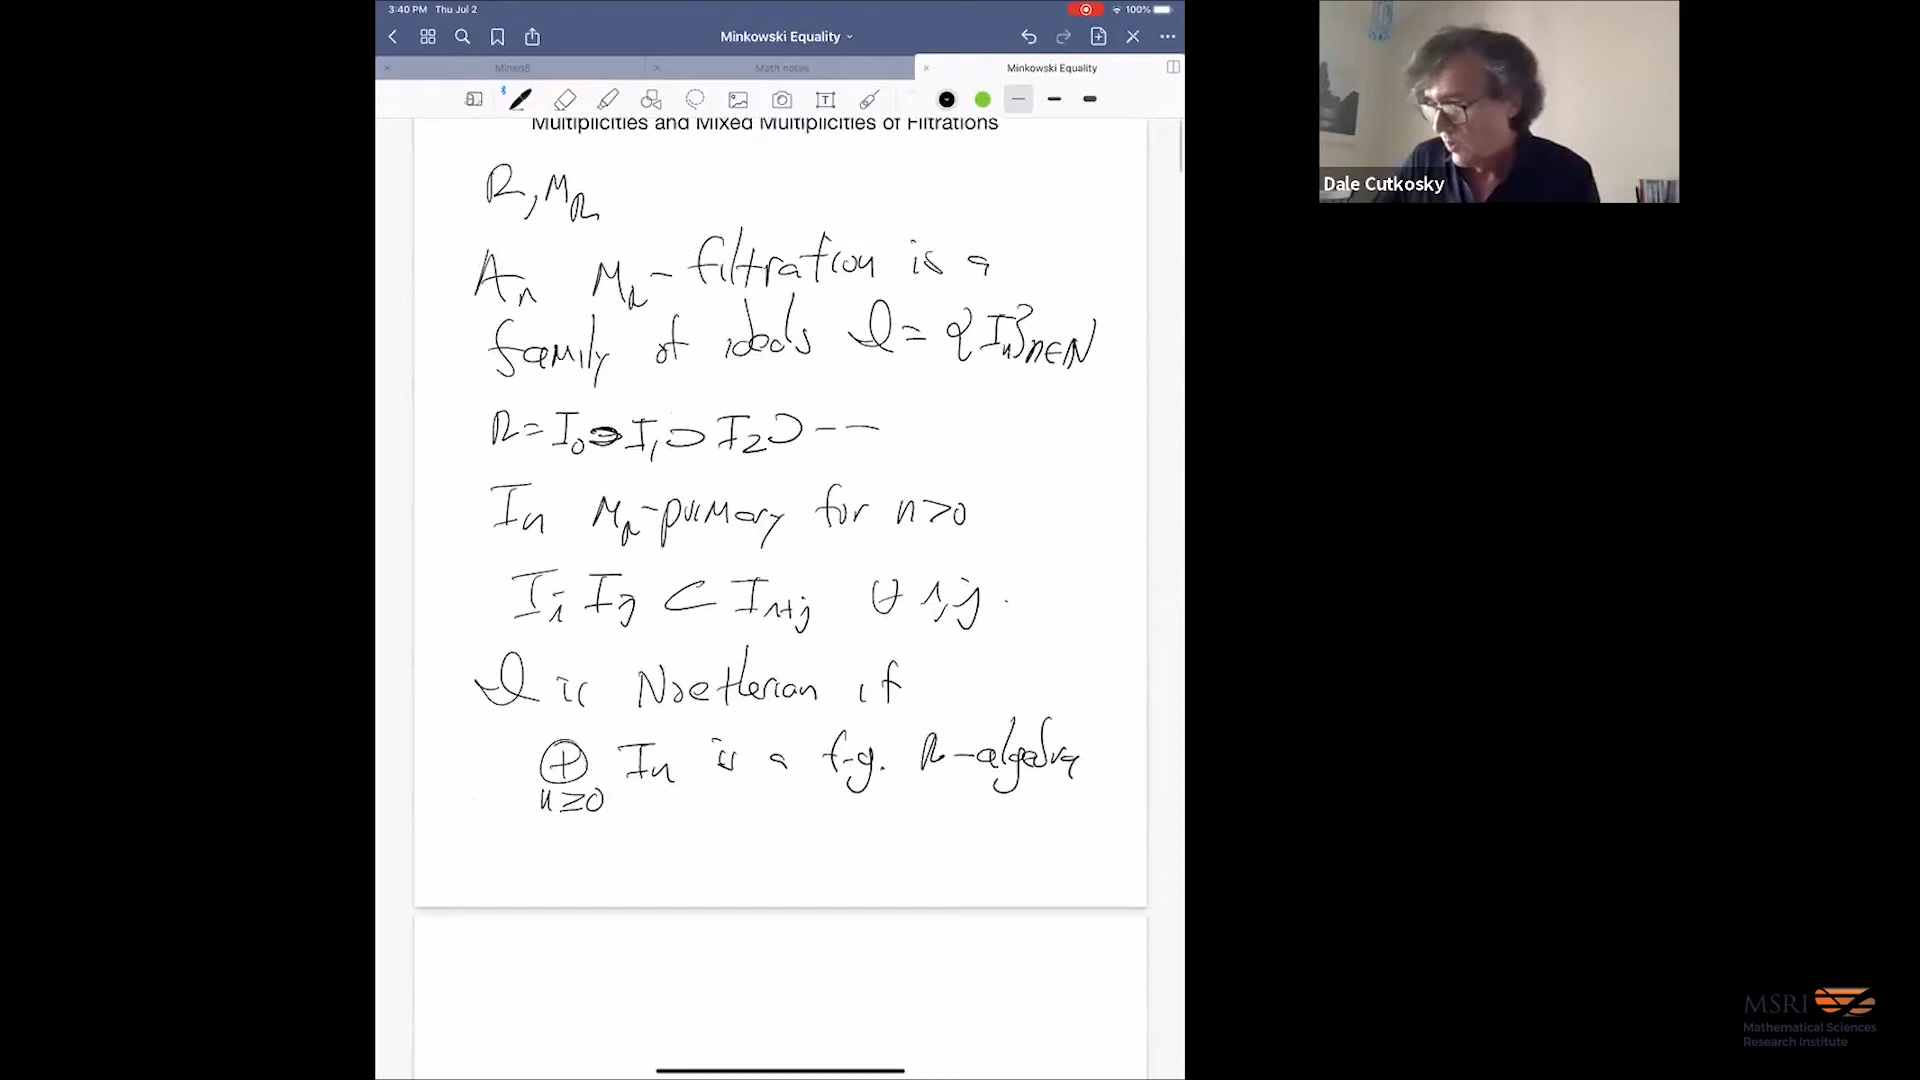 3:40 PM Thu Jul 2
100%
Minkowski Equality
Mineq8
Math notes
Minkowski Equality
Multiplicities and Mixed Multiplicities of Filtrations
R, m_R
An m_R-filtration is a
family of ideals I = {I_n}_{n∈N}
R = I_0 ⊃ I_1 ⊃ I_2 ⊃ - -
I_n m_R-primary for n>0
I_i I_j ⊂ I_{i+j} ∀ i,j.
I is Noetherian if
⊕_{n≥0} I_n is a f.g. R-algebra
Dale Cutkosky
MSRI
Mathematical Sciences
Research Institute